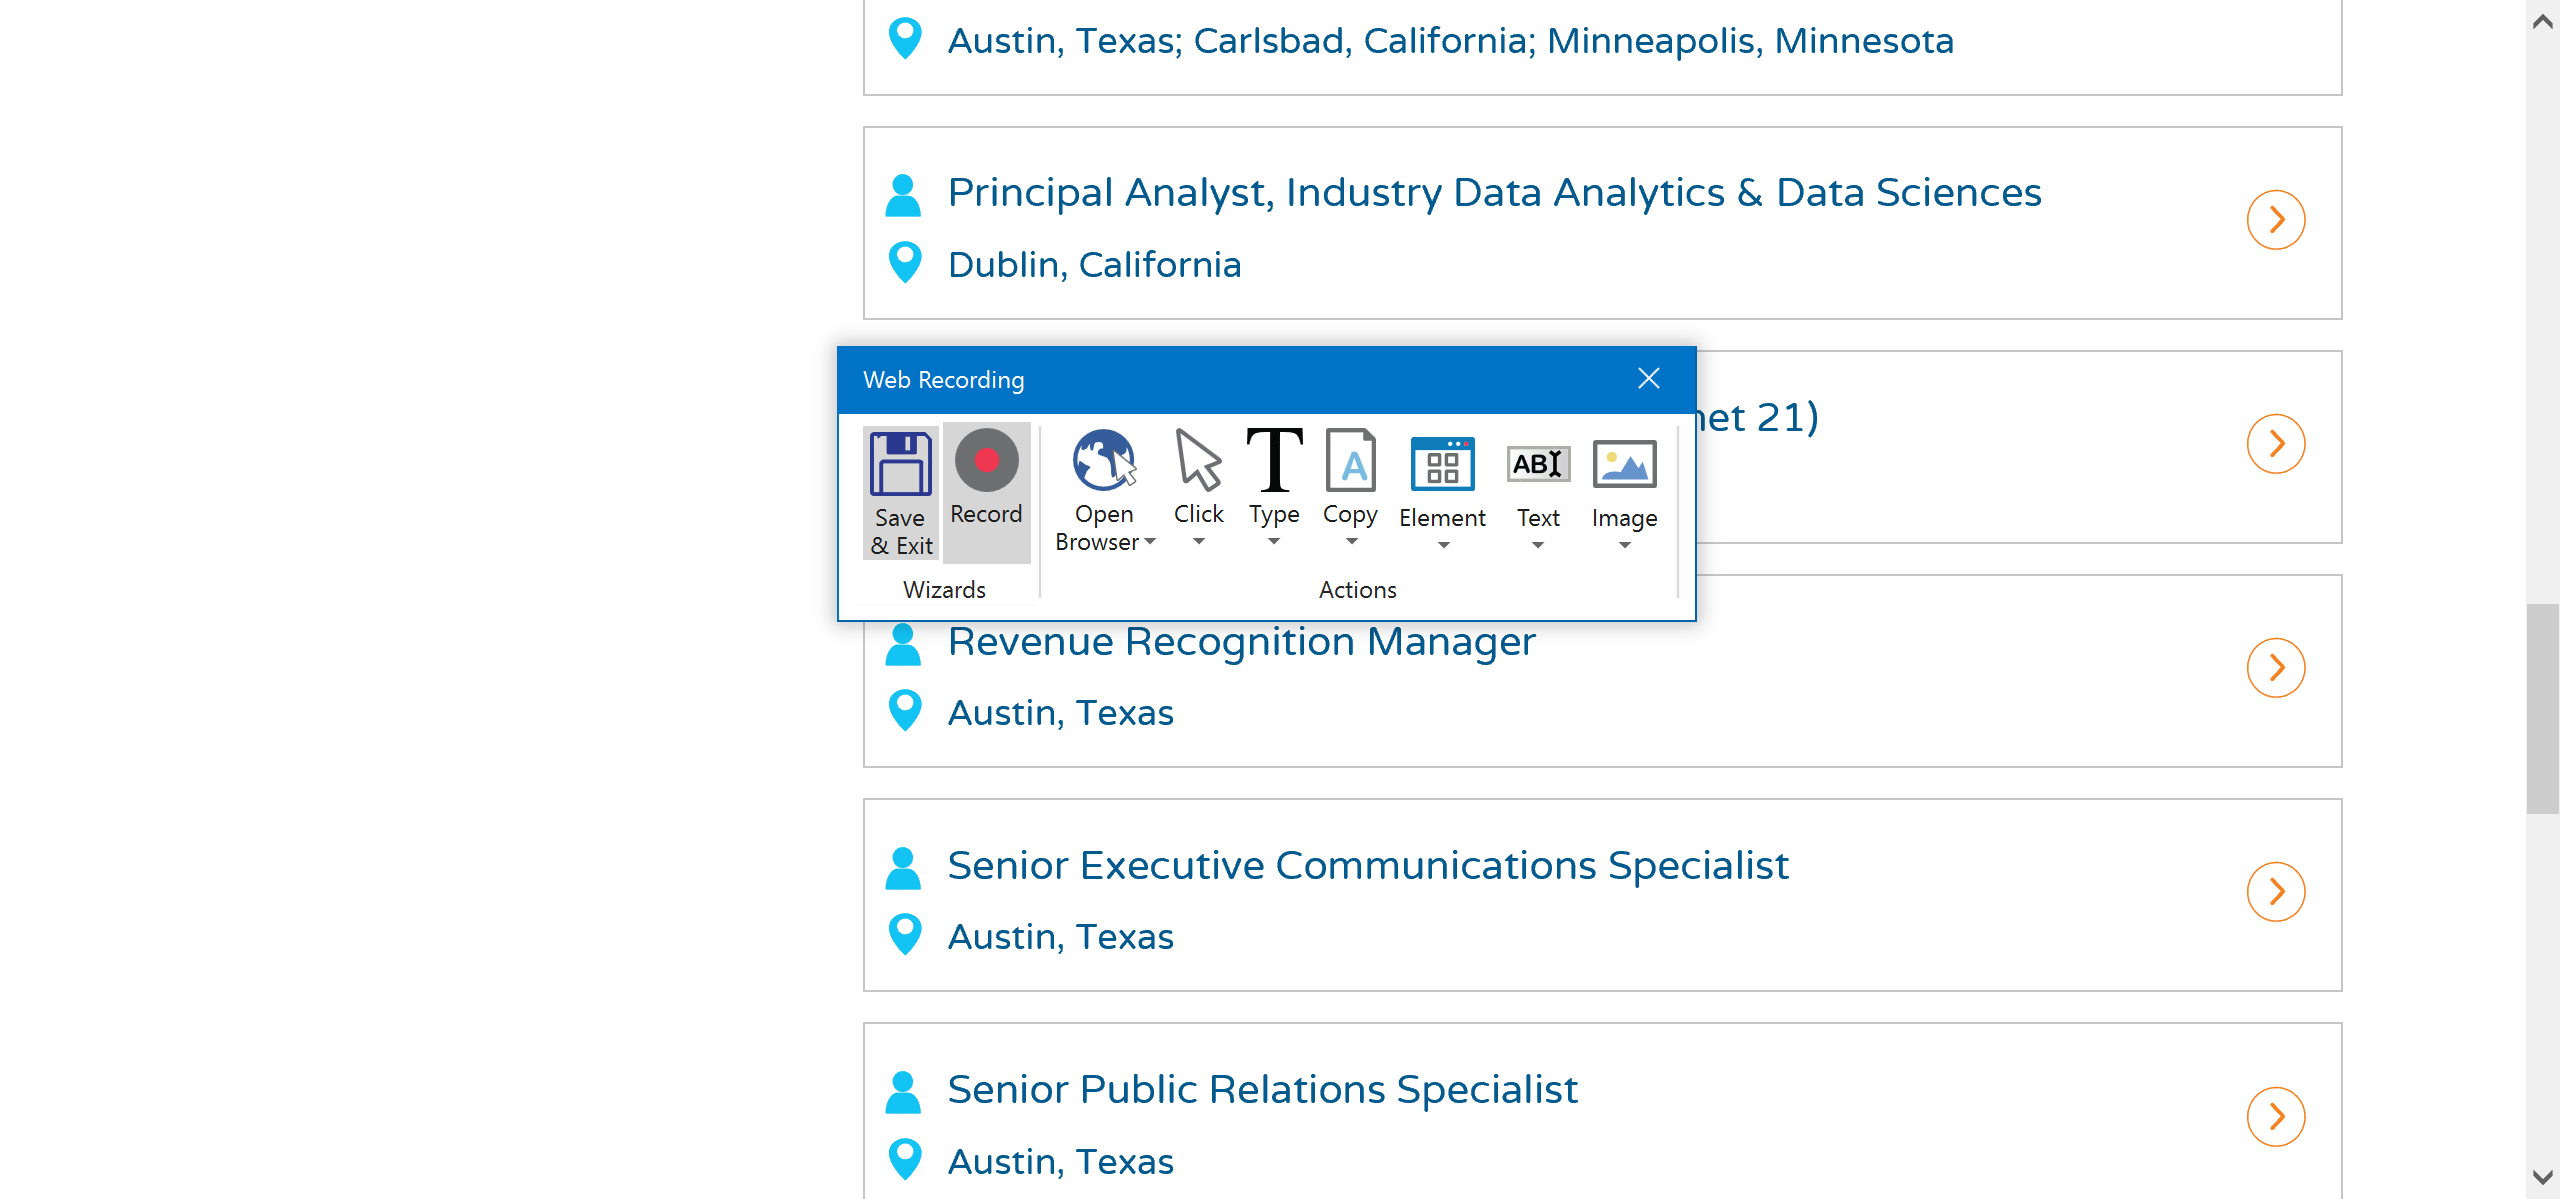 Austin, Texas; Carlsbad, California; Minneapolis, Minnesota
Principal Analyst, Industry Data Analytics & Data Sciences
Dublin, California
Web Recording
21)
Save & Exit
Record
Open Browser
Click
Type
Copy
Element
Text
Image
Wizards
Actions
Revenue Recognition Manager
Austin, Texas
Senior Executive Communications Specialist
Austin, Texas
Senior Public Relations Specialist
Austin, Texas